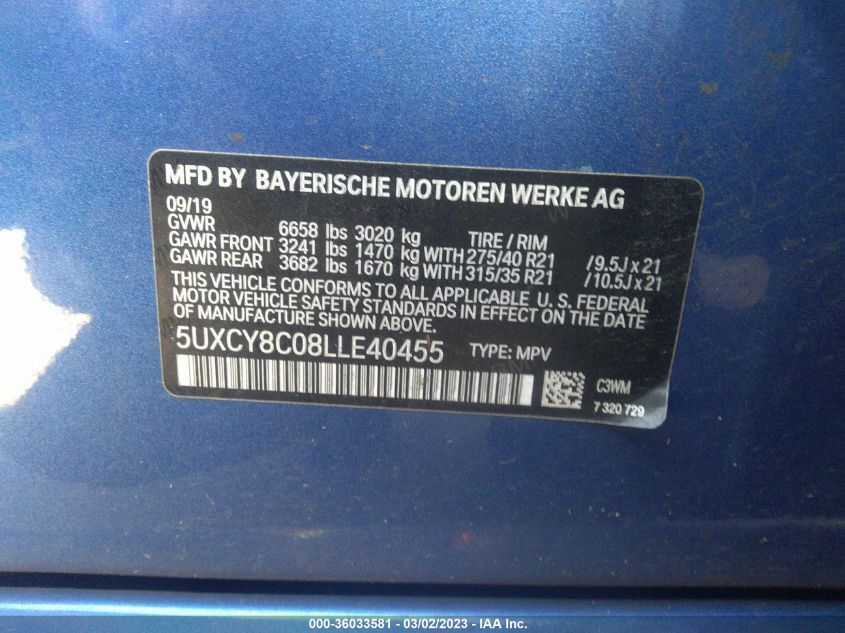 MFD BY BAYERISCHE MOTOREN WERKE AG
09/19
GVWR 6658 lbs 3020 kg TIRE / RIM
GAWR FRONT 3241 lbs 1470 kg WITH 275/40 R21 /9.5J x 21
GAWR REAR 3682 lbs 1670 kg WITH 315/35 R21 /10.5J x 21
THIS VEHICLE CONFORMS TO ALL APPLICABLE U. S. FEDERAL
MOTOR VEHICLE SAFETY STANDARDS IN EFFECT ON THE DATE
OF MANUFACTURE SHOWN ABOVE.
5UXCY8C08LLE40455 TYPE: MPV
C3WM
7 320 729
000-36033581 - 03/02/2023 - IAA Inc.